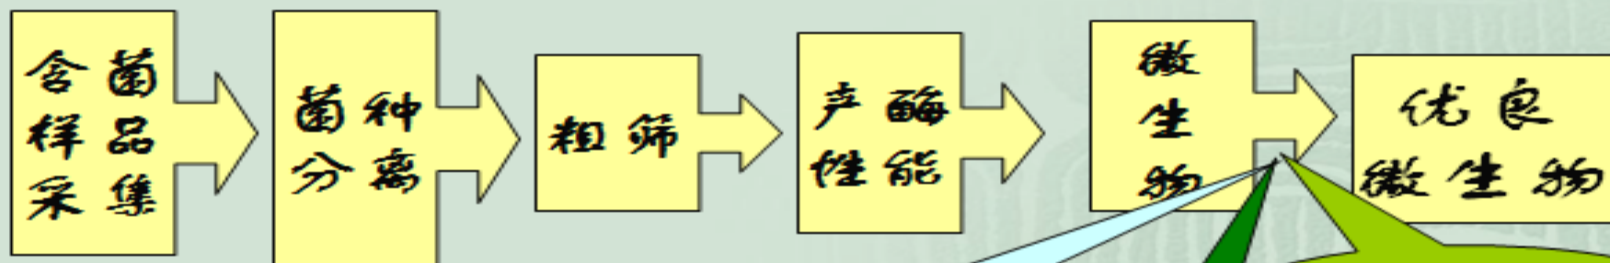 含菌
样品
采集
菌种
分离
粗筛
产酶
性能
微
生
物
优良
微生物